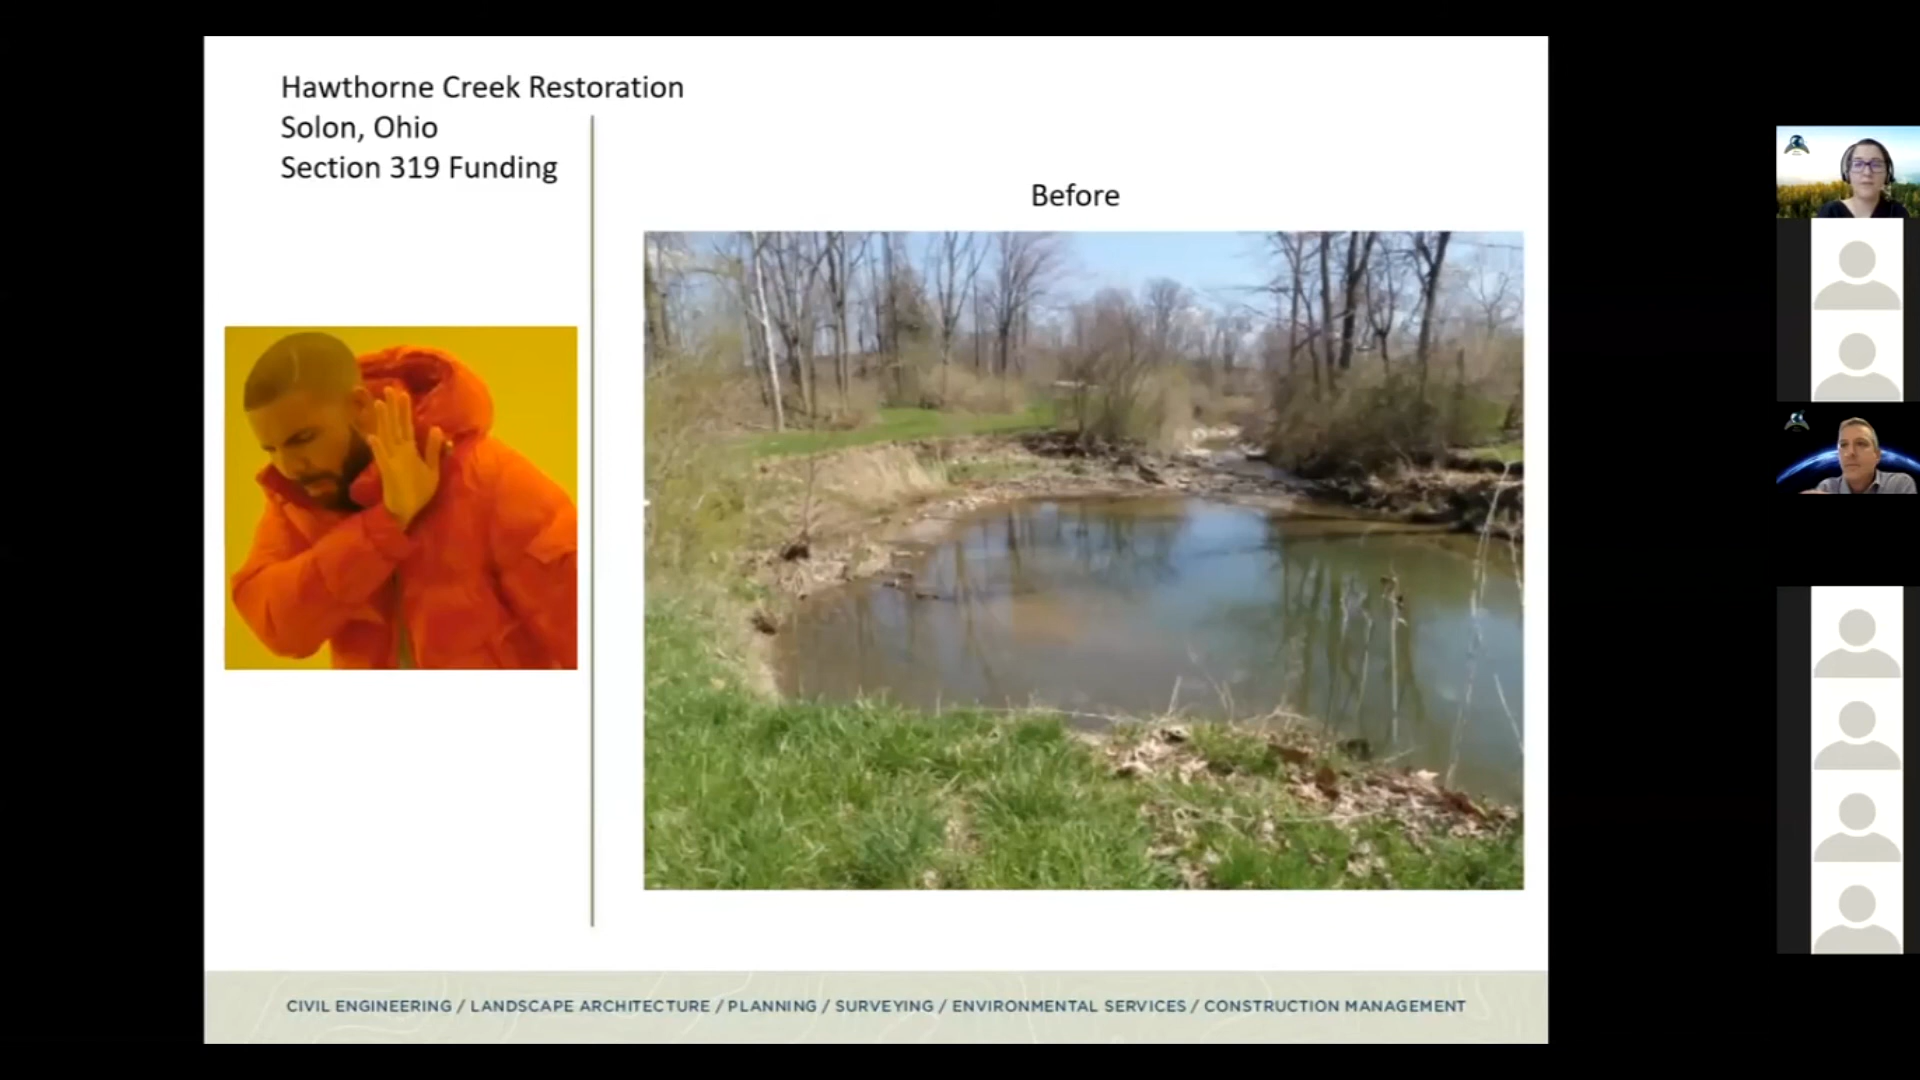 Hawthorne Creek Restoration
Solon, Ohio
Section 319 Funding
Before
CIVIL ENGINEERING / LANDSCAPE ARCHITECTURE / PLANNING / SURVEYING / ENVIRONMENTAL SERVICES / CONSTRUCTION MANAGEMENT